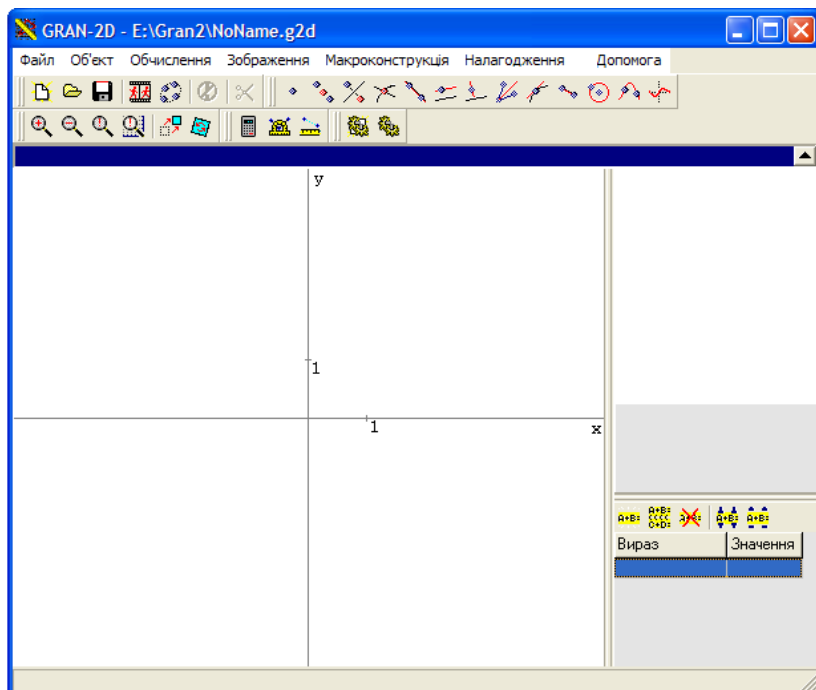 GRAN-2D - E:\Gran2\NoName.g2d
Файл Об'єкт Обчислення Зображення Макроконструкція Налагодження Допомога
y
1
1
x
A+B= A+B= C+D= A+B= A+B= A+B=
Вираз Значення